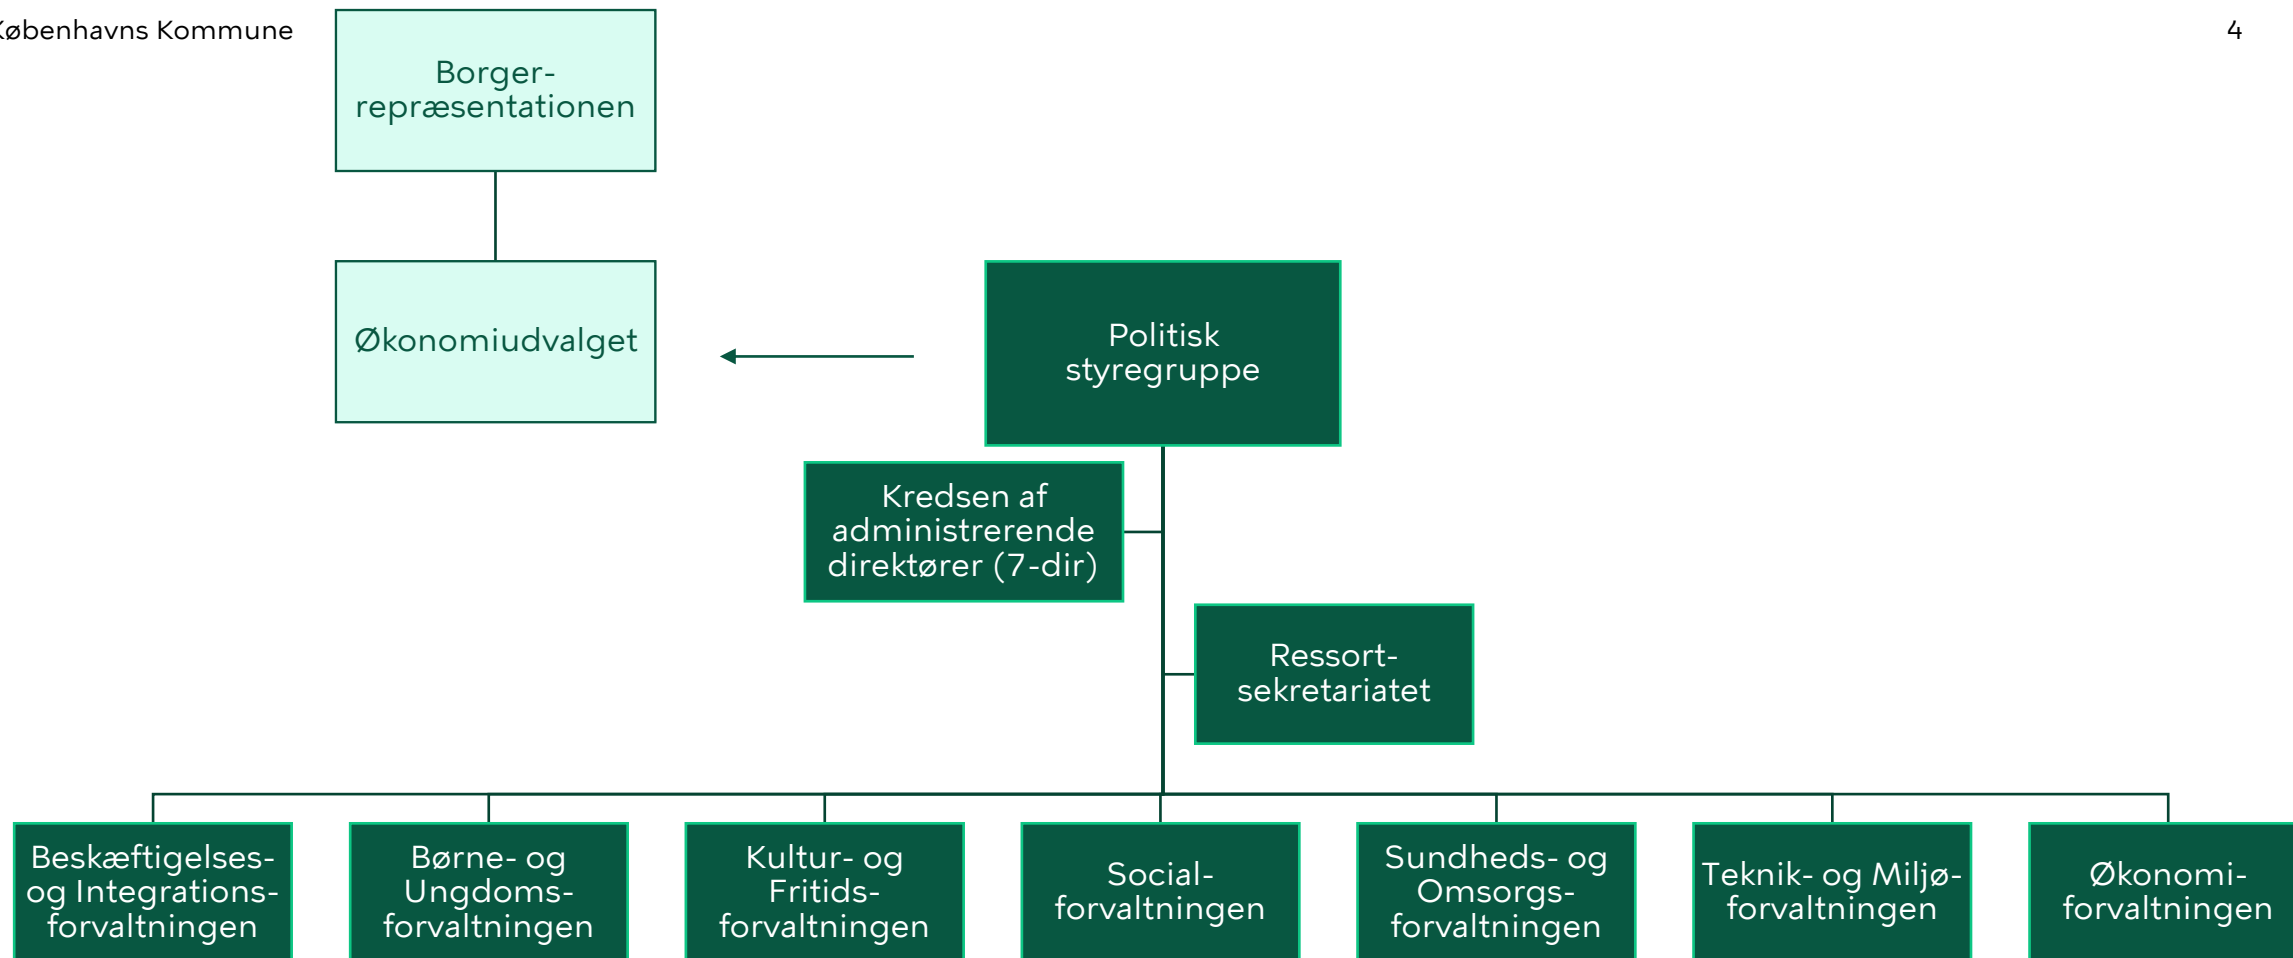 Københavns Kommune
4
Borger-
repræsentationen
Økonomiudvalget
Politisk
styregruppe
Kredsen af
administrerende
direktører (7-dir)
Ressort-
sekretariatet
Beskæftigelses-
og Integrations-
forvaltningen
Børne- og
Ungdoms-
forvaltningen
Kultur- og
Fritids-
forvaltningen
Social-
forvaltningen
Sundheds- og
Omsorgs-
forvaltningen
Teknik- og Miljø-
forvaltningen
Økonomi-
forvaltningen